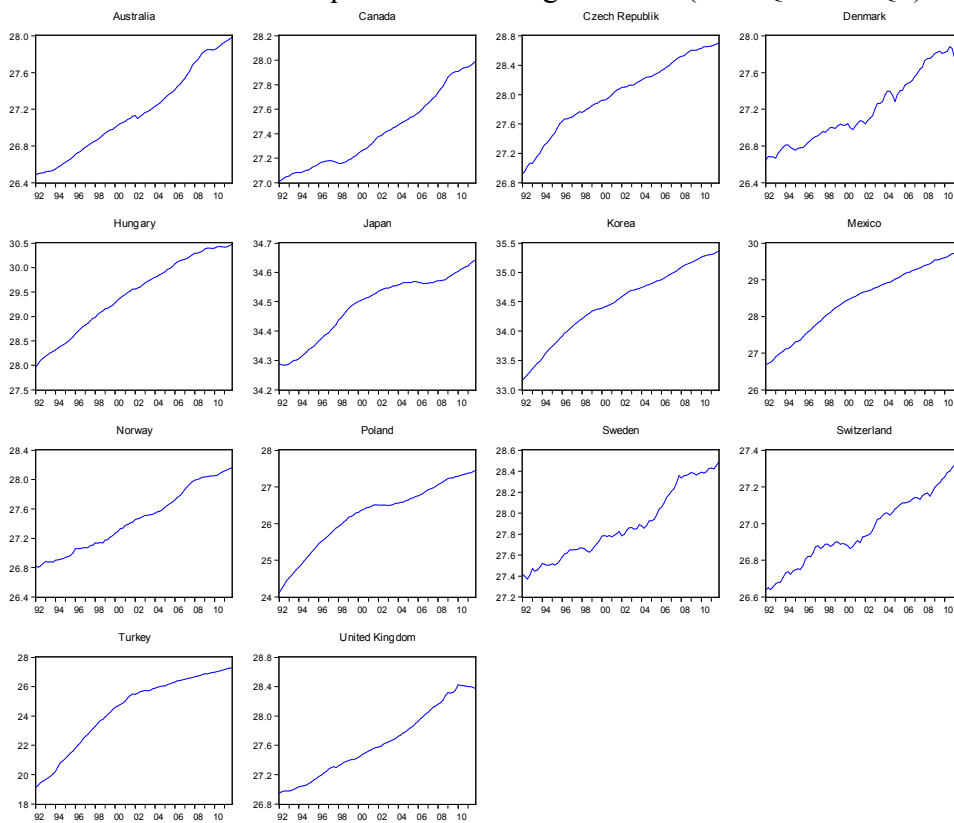 Australia
28.0
27.6
27.2
26.8
26.4
92 94 96 98 00 02 04 06 08 10
Canada
28.2
28.0
27.8
27.6
27.4
27.2
27.0
92 94 96 98 00 02 04 06 08 10
Czech Republik
28.8
28.4
28.0
27.6
27.2
26.8
92 94 96 98 00 02 04 06 08 10
Denmark
28.0
27.6
27.2
26.8
26.4
92 94 96 98 00 02 04 06 08 10
Hungary
30.5
30.0
29.5
29.0
28.5
28.0
27.5
92 94 96 98 00 02 04 06 08 10
Japan
34.7
34.6
34.5
34.4
34.3
34.2
92 94 96 98 00 02 04 06 08 10
Korea
35.5
35.0
34.5
34.0
33.5
33.0
92 94 96 98 00 02 04 06 08 10
Mexico
30
29
28
27
26
92 94 96 98 00 02 04 06 08 10
Norway
28.4
28.0
27.6
27.2
26.8
26.4
92 94 96 98 00 02 04 06 08 10
Poland
28
27
26
25
24
92 94 96 98 00 02 04 06 08 10
Sweden
28.6
28.4
28.2
28.0
27.8
27.6
27.4
27.2
92 94 96 98 00 02 04 06 08 10
Switzerland
27.4
27.2
27.0
26.8
26.6
92 94 96 98 00 02 04 06 08 10
Turkey
28
26
24
22
20
18
92 94 96 98 00 02 04 06 08 10
United Kingdom
28.8
28.4
28.0
27.6
27.2
26.8
92 94 96 98 00 02 04 06 08 10